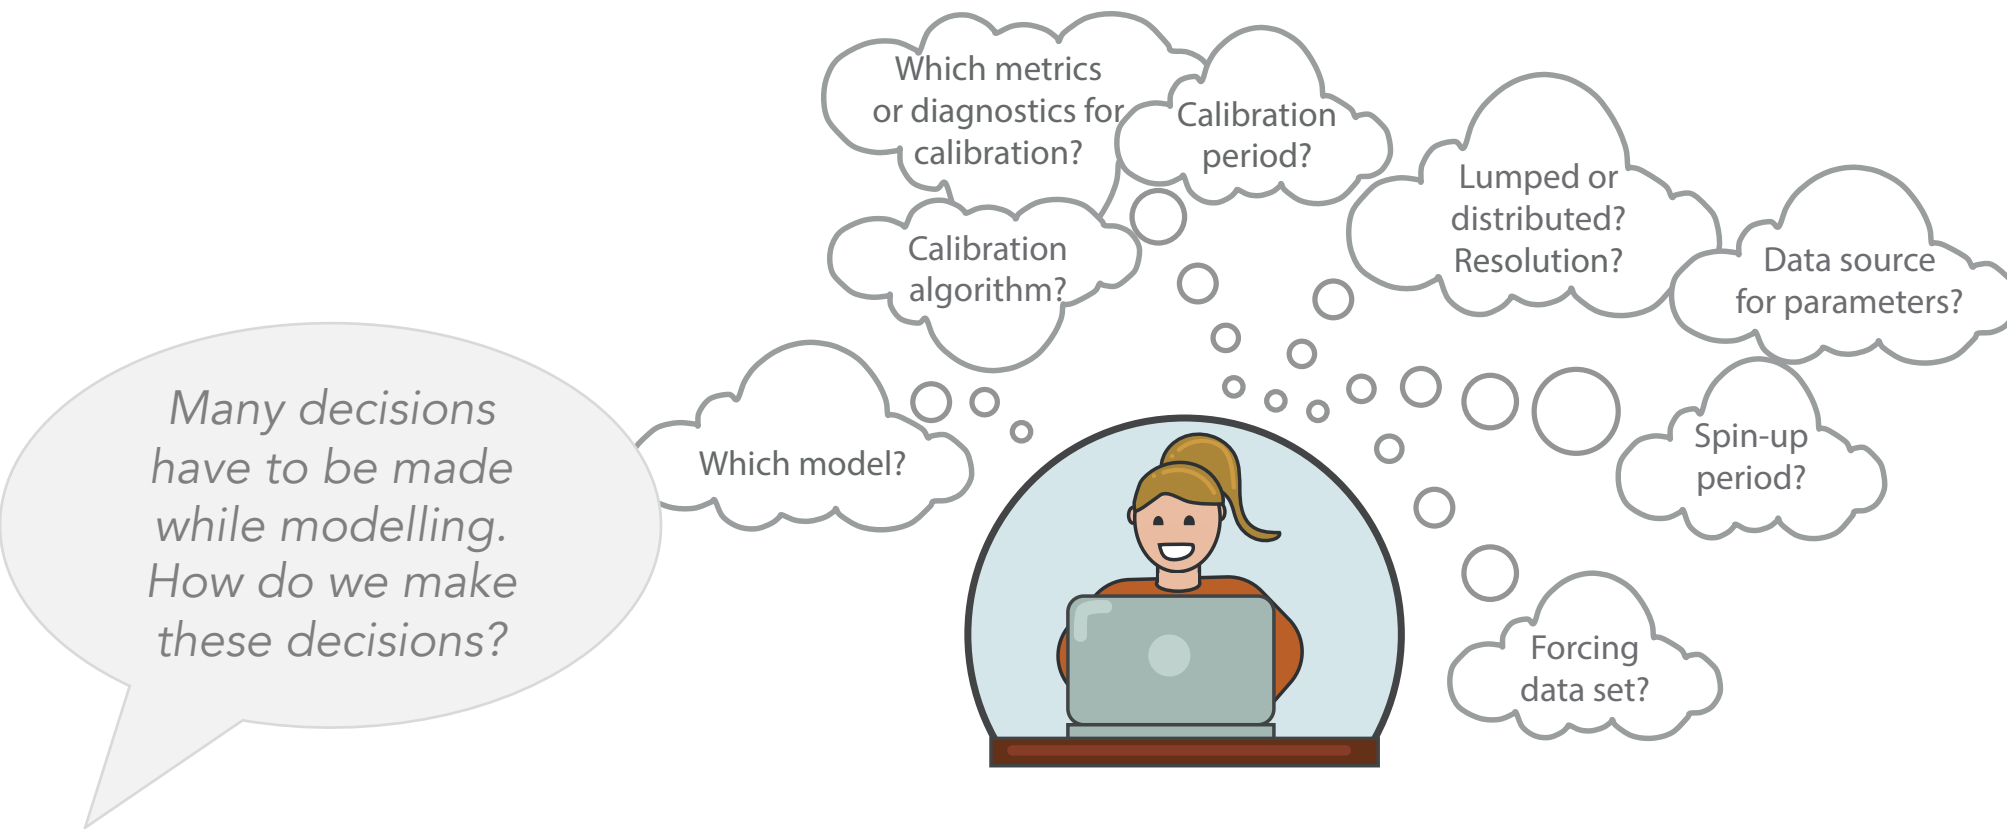 Which metrics
or diagnostics for
calibration?
Calibration
period?
Lumped or
distributed?
Resolution?
Data source
for parameters?
Calibration
algorithm?
Many decisions
have to be made
while modelling.
How do we make
these decisions?
Which model?
Spin-up
period?
Forcing
data set?